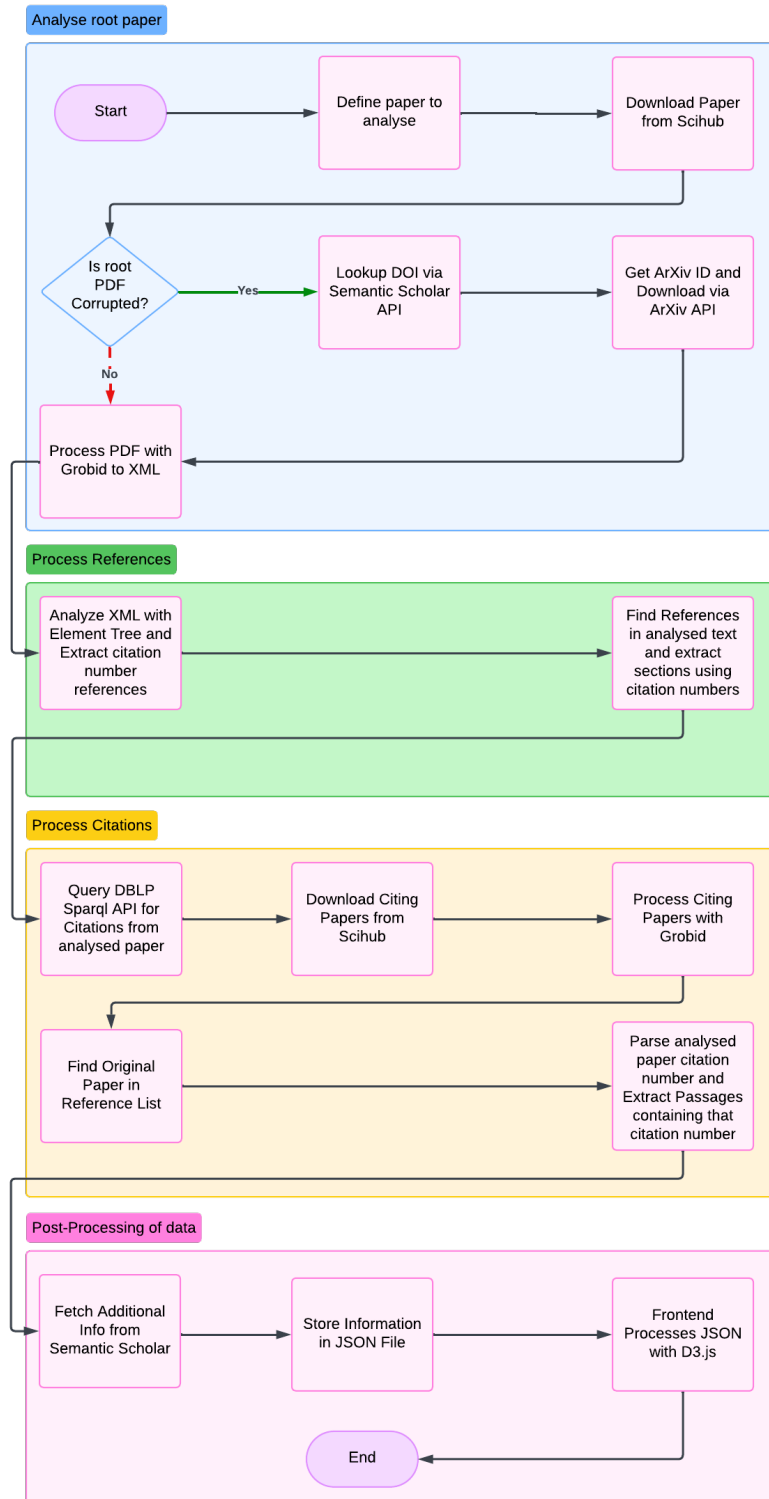 Analyse root paper
Start
Define paper to
analyse
Download Paper
from Scihub
Is root
PDF
Corrupted?
Yes
Lookup DOI via
Semantic Scholar
API
Get ArXiv ID and
Download via
ArXiv API
No
Process PDF with
Grobid to XML
Process References
Analyze XML with
Element Tree and
Extract citation
number
references
Find References
in analysed text
and extract
sections using
citation numbers
Process Citations
Query DBLP
Sparql API for
Citations from
analysed paper
Download Citing
Papers from
Scihub
Process Citing
Papers with
Grobid
Find Original
Paper in
Reference List
Parse analysed
paper citation
number and
Extract Passages
containing that
citation number
Post-Processing of data
Fetch Additional
Info from
Semantic Scholar
Store Information
in JSON File
Frontend
Processes JSON
with D3.js
End